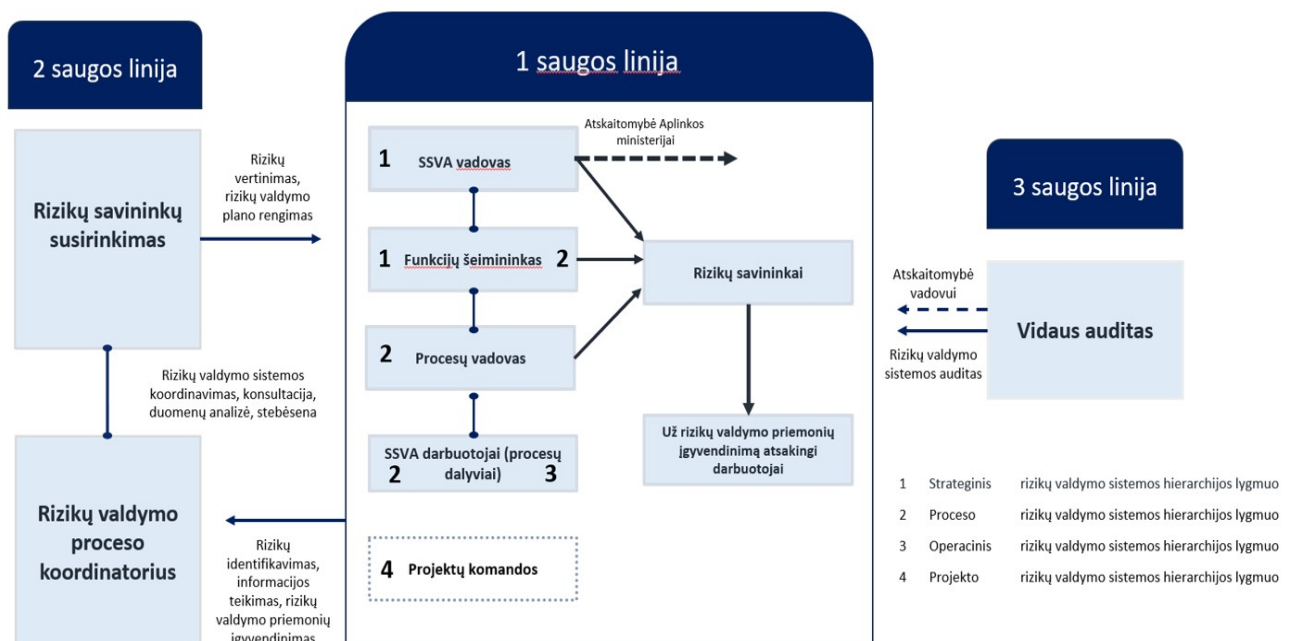 2 saugos linija
Rizikų savininkų
susirinkimas
Rizikų
vertinimas,
rizikų valdymo
plano rengimas
Rizikų valdymo sistemos
koordinavimas, konsultacija,
duomenų analizė, stebėsena
Rizikų valdymo
proceso
koordinatorius
Rizikų
identifikavimas,
informacijos
teikimas, rizikų
valdymo priemonių
įgyvendinimas
1 saugos linija
1 SSVA vadovas
Atskaitomybė Aplinkos
ministerijai
1 Funkcijų šeimininkas 2
2 Procesų vadovas
SSVA darbuotojai (procesų
2 dalyviai) 3
4 Projektų komandos
Rizikų savininkai
Už rizikų valdymo priemonių
įgyvendinimą atsakingi
darbuotojai
3 saugos linija
Atskaitomybė
vadovui
Rizikų valdymo
sistemos auditas
Vidaus auditas
1 Strateginis rizikų valdymo sistemos hierarchijos lygmuo
2 Proceso rizikų valdymo sistemos hierarchijos lygmuo
3 Operacinis rizikų valdymo sistemos hierarchijos lygmuo
4 Projekto rizikų valdymo sistemos hierarchijos lygmuo